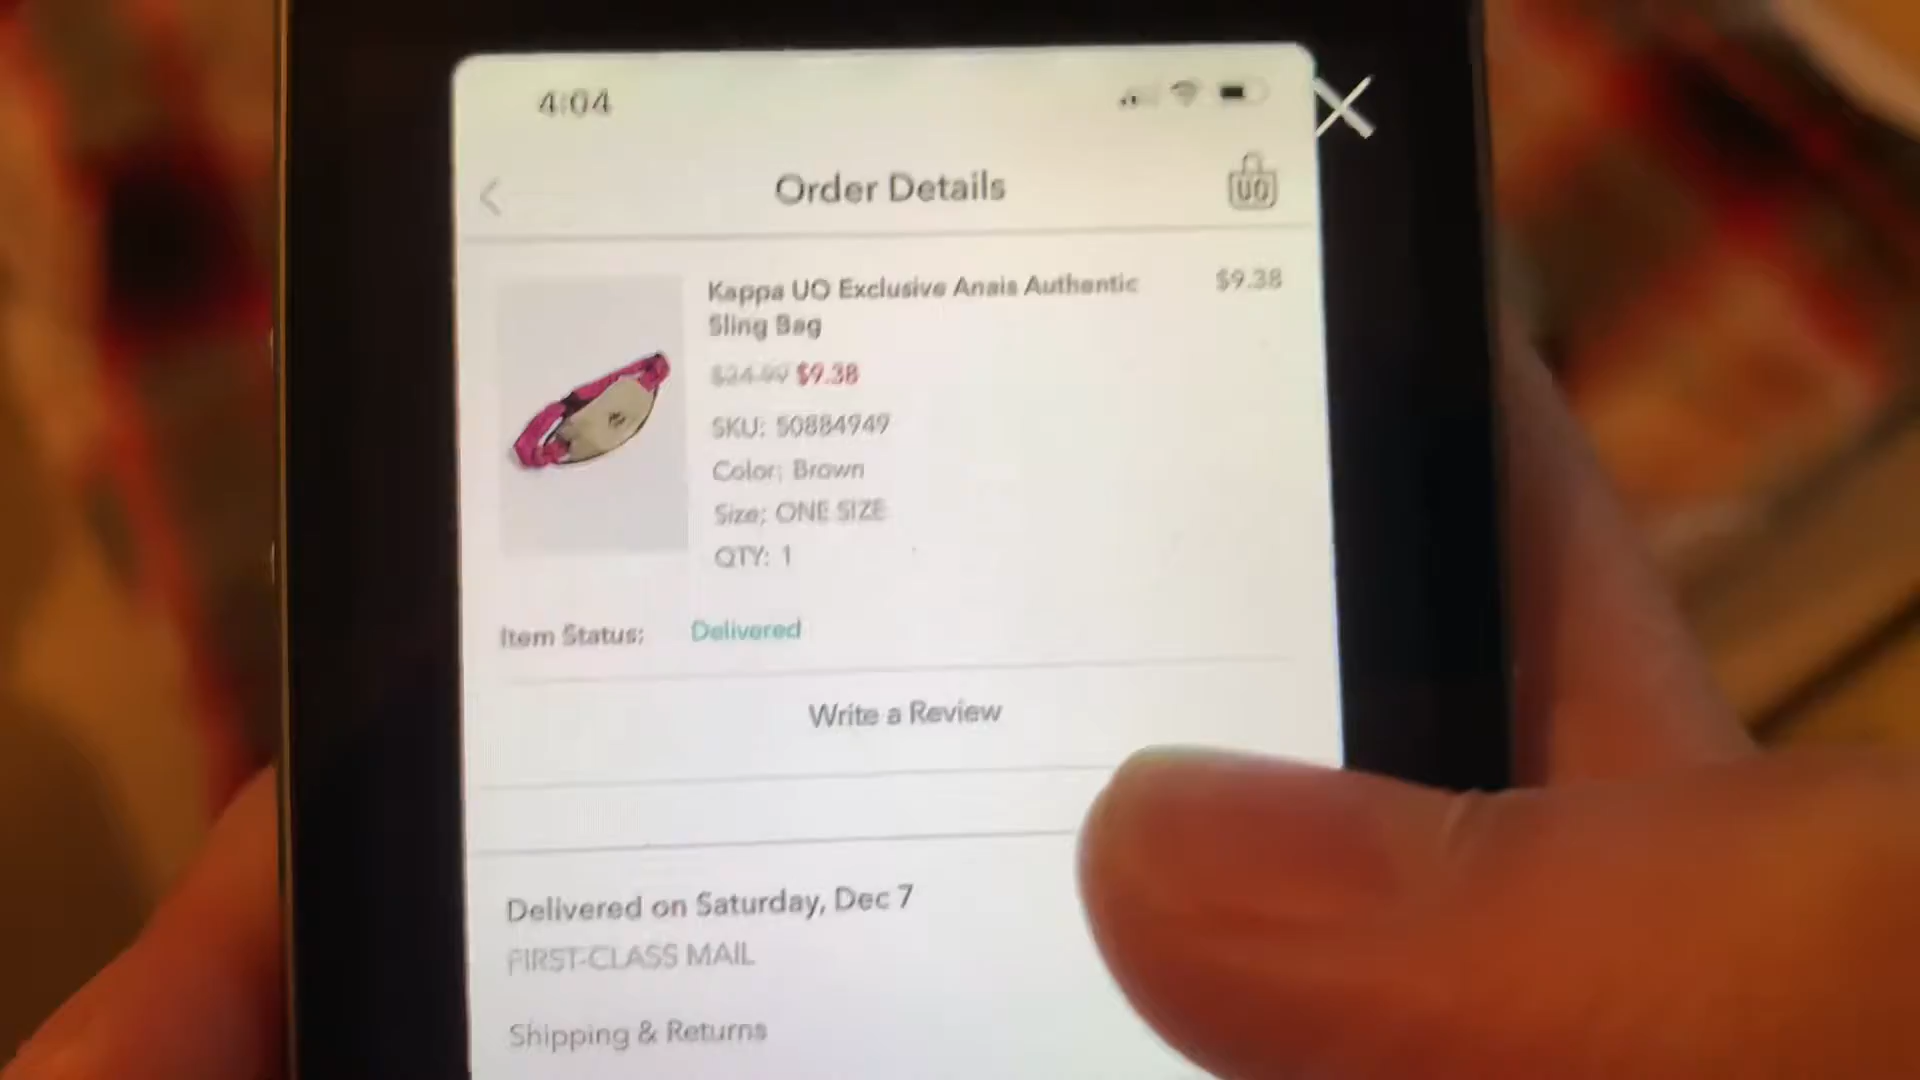 4:04
Order Details
UO
Kappa UO Exclusive Anais Authentic
$9.38
Sling Bag
$24.99 $9.38
SKU: 50884949
Color: Brown
Size: ONE SIZE
QTY: 1
Item Status: Delivered
Write a Review
Delivered on Saturday, Dec 7
FIRST-CLASS MAIL
Shipping & Returns